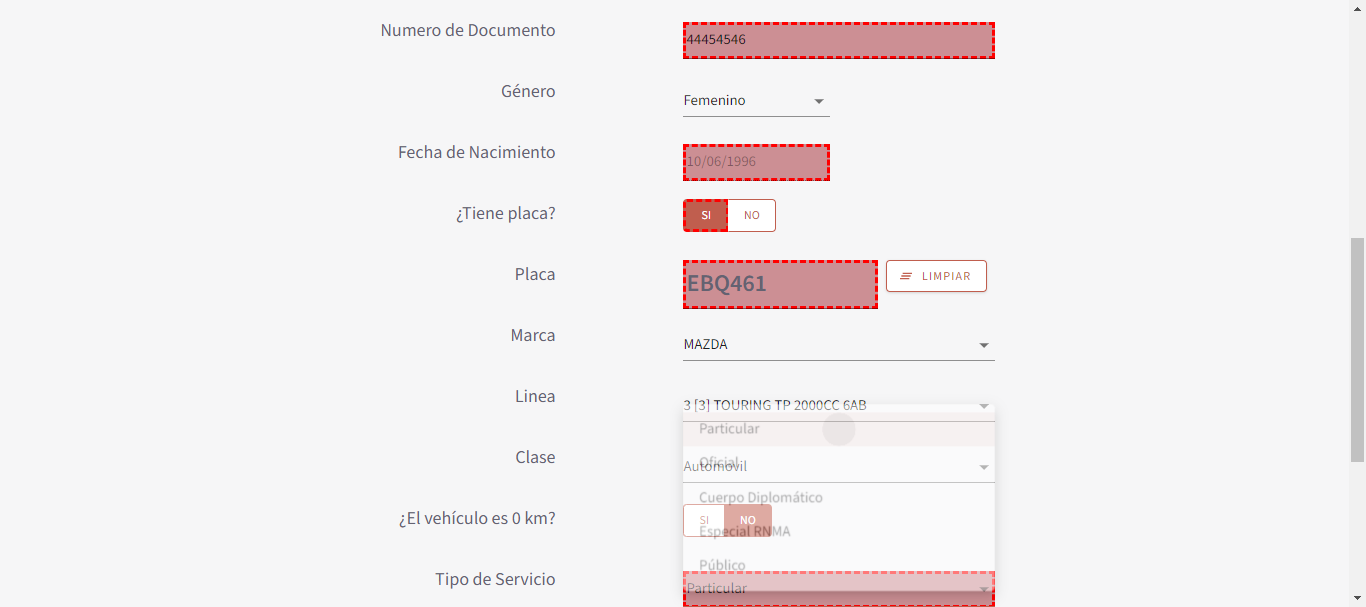 Numero de Documento
44454546
Género
Femenino
Fecha de Nacimiento
10/06/1996
¿Tiene placa?
SI NO
Placa
EBQ461
LIMPIAR
Marca
MAZDA
Linea
3 [3] TOURING TP 2000CC 6AB
Particular
Oficial
Clase
Automovil
Cuerpo Diplomático
¿El vehículo es 0 km?
SI NO
Especial RNMA
Público
Tipo de Servicio
Particular